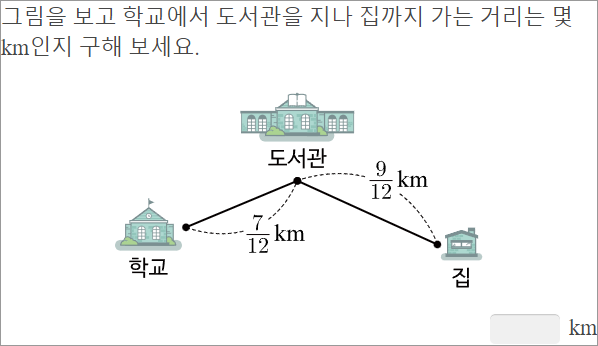 그림을 보고 학교에서 도서관을 지나 집까지 가는 거리는 몇
km인지 구해 보세요.
도서관
9/12 km
7/12 km
학교
집
km